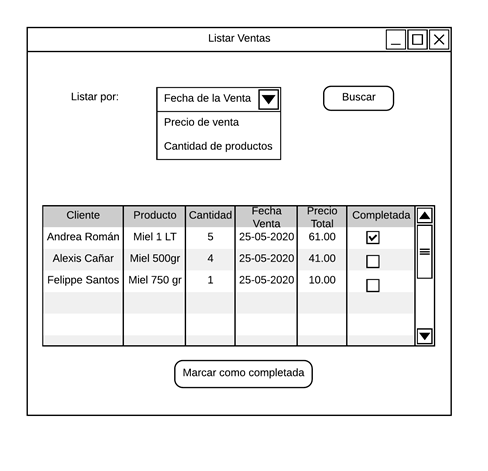 Listar Ventas
Listar por:
Fecha de la Venta
Buscar
Precio de venta
Cantidad de productos
Cliente Producto Cantidad Fecha Venta Precio Total Completada
Andrea Román Miel 1 LT 5 25-05-2020 61.00
Alexis Cañar Miel 500gr 4 25-05-2020 41.00
Felippe Santos Miel 750 gr 1 25-05-2020 10.00
Marcar como completada